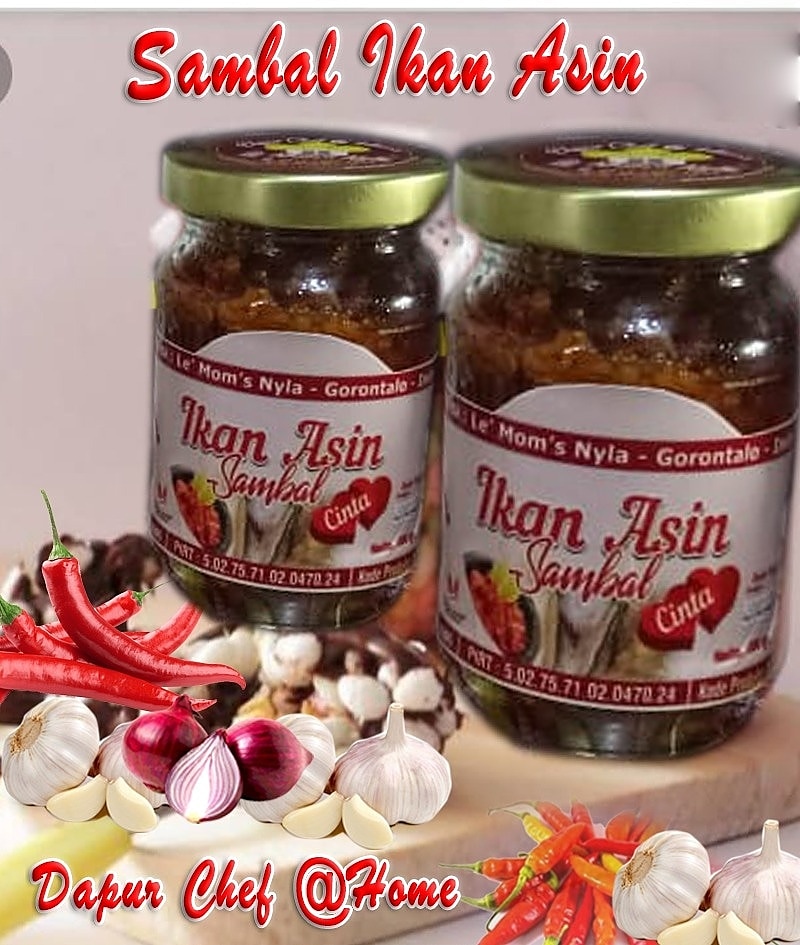 Sambal Ikan Asin
Le' Mom's Nyla - Gorontalo -
Ikan Asin
Sambal
Cinta
PIRT : 5.02.75.71.02.0470.24 | Kode
Le' Mom's Nyla - Gorontalo -
Ikan Asin
Sambal
Cinta
PIRT : 5.02.75.71.02.0470.24 | Kode
Dapur Chef @Home